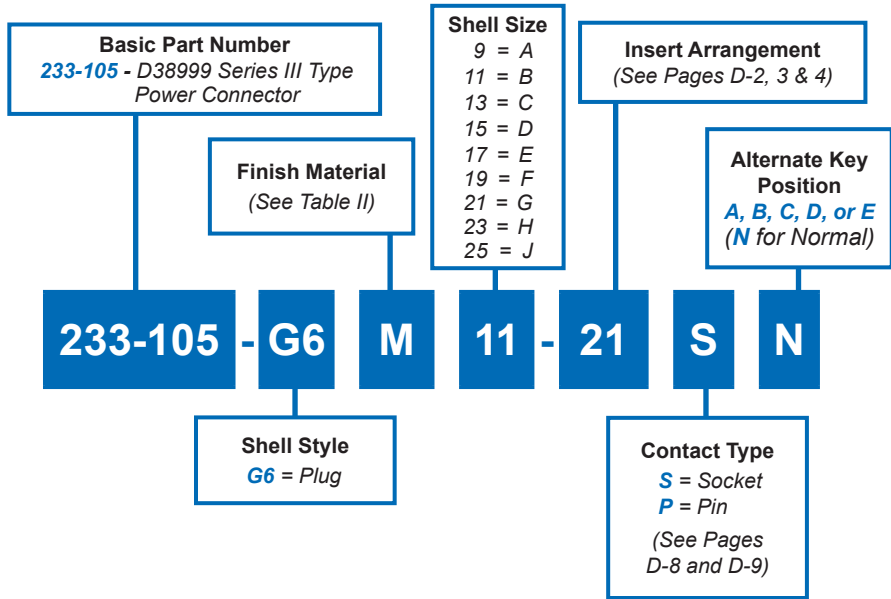 Basic Part Number
233-105 - D38999 Series III Type
Power Connector
Finish Material
(See Table II)
Shell Size
9 = A
11 = B
13 = C
15 = D
17 = E
19 = F
21 = G
23 = H
25 = J
Insert Arrangement
(See Pages D-2, 3 & 4)
Alternate Key
Position
A, B, C, D, or E
(N for Normal)
233-105 - G6 M 11 - 21 S N
Shell Style
G6 = Plug
Contact Type
S = Socket
P = Pin
(See Pages
D-8 and D-9)